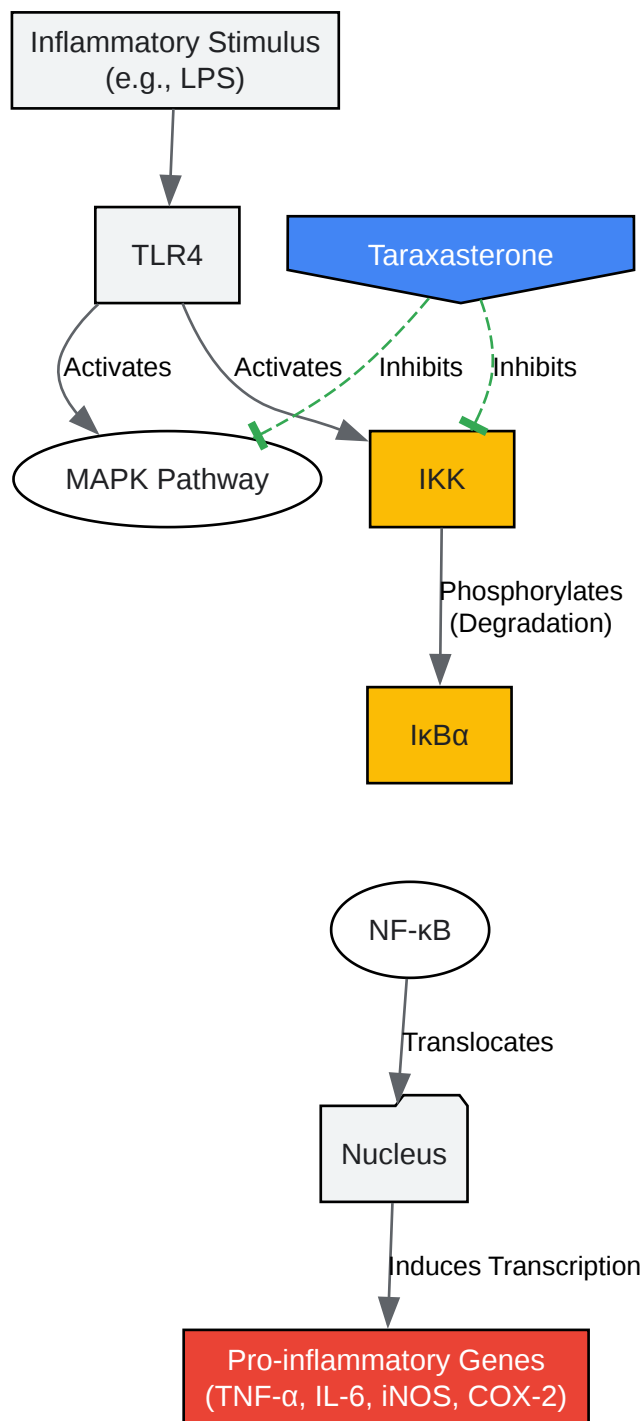 Inflammatory Stimulus
(e.g., LPS)
TLR4
Taraxasterone
Activates
Activates
Inhibits
Inhibits
MAPK Pathway
IKK
Phosphorylates
(Degradation)
IκBα
NF-κB
Translocates
Nucleus
Induces Transcription
Pro-inflammatory Genes
(TNF-α, IL-6, iNOS, COX-2)